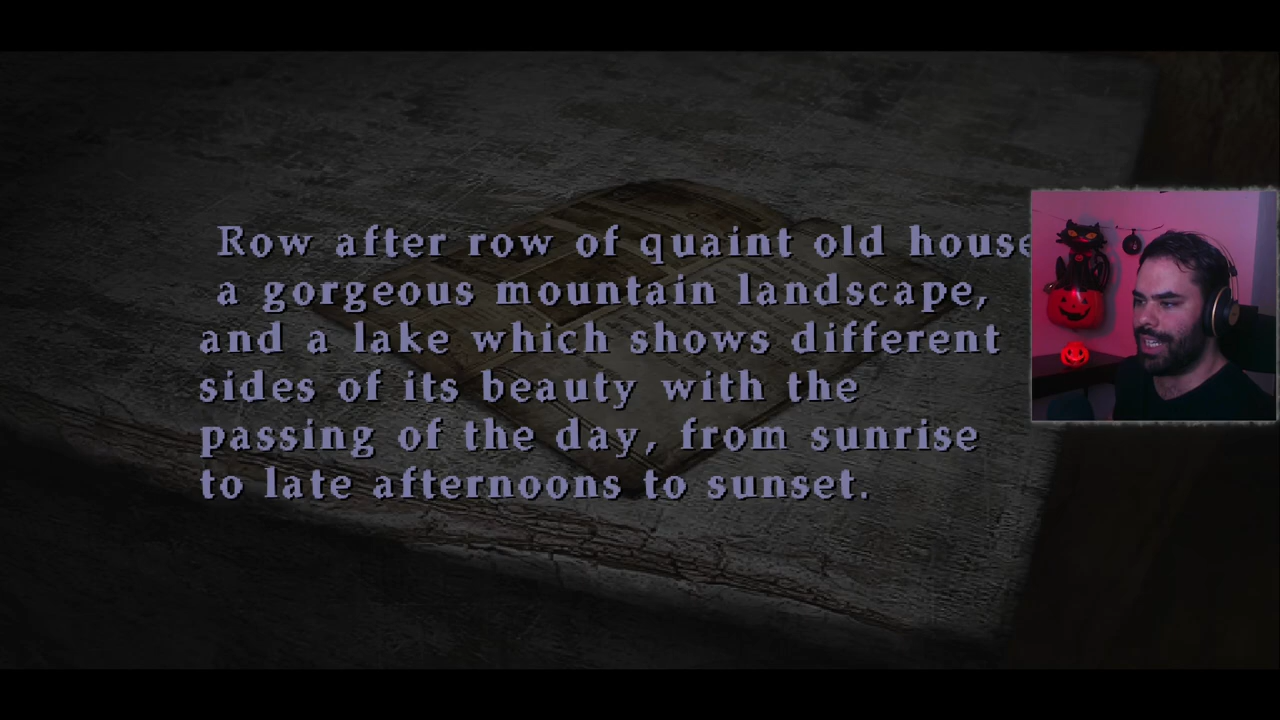 Row after row of quaint old house
a gorgeous mountain landscape,
and a lake which shows different
sides of its beauty with the
passing of the day, from sunrise
to late afternoons to sunset.